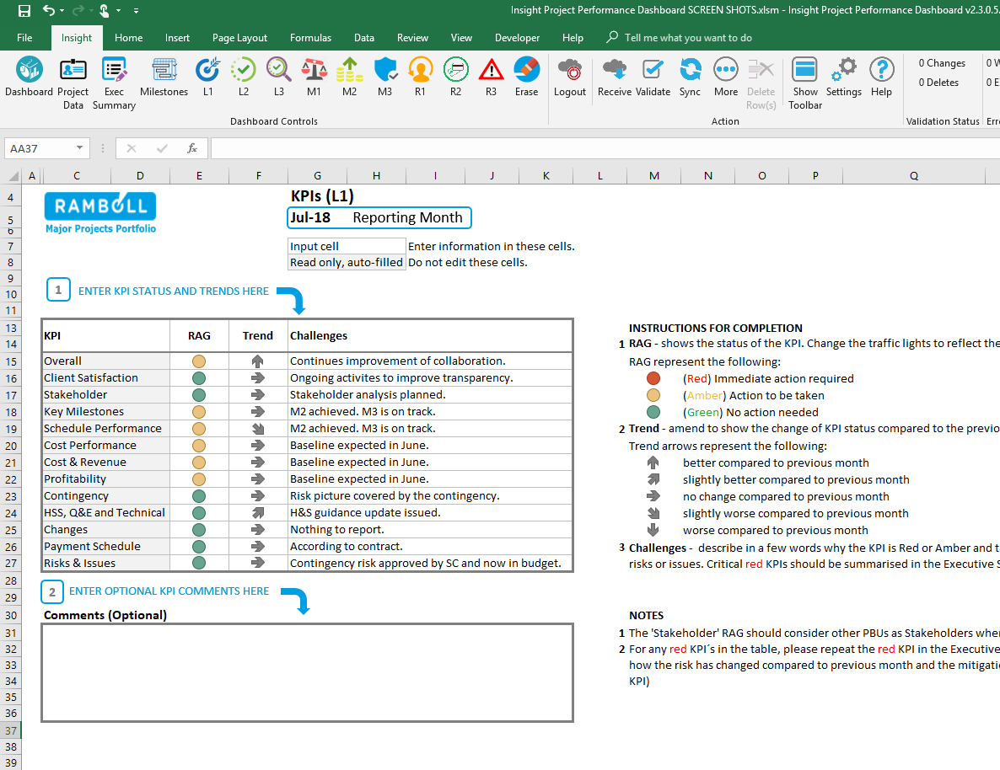 Insight Project Performance Dashboard SCREEN SHOTS.xlsm - Insight Project Performance Dashboard v2.3.0.5.
File Insight Home Insert Page Layout Formulas Data Review View Developer Help Tell me what you want to do
Dashboard Project Data Exec Summary Milestones L1 L2 L3 M1 M2 M3 R1 R2 R3 Erase Logout Receive Validate Sync More Delete Row(s) Show Toolbar Settings Help
0 Changes 0 W
0 Deletes 0 E
Dashboard Controls Action Validation Status Err
AA37 fx
A C D E F G H I J K L M N O P Q
4 RAMBOLL KPIs (L1)
5 Jul-18 Reporting Month
6 Major Projects Portfolio
7 Input cell Enter information in these cells.
8 Read only, auto-filled Do not edit these cells.
9
10 1 ENTER KPI STATUS AND TRENDS HERE
11
13 INSTRUCTIONS FOR COMPLETION
KPI RAG Trend Challenges
14 1 RAG - shows the status of the KPI. Change the traffic lights to reflect the
15 Overall Continues improvement of collaboration. RAG represent the following:
16 Client Satisfaction Ongoing activites to improve transparency. (Red) Immediate action required
17 Stakeholder Stakeholder analysis planned. (Amber) Action to be taken
18 Key Milestones M2 achieved. M3 is on track. (Green) No action needed
19 Schedule Performance M2 achieved. M3 is on track. 2 Trend - amend to show the change of KPI status compared to the previo
20 Cost Performance Baseline expected in June. Trend arrows represent the following:
21 Cost & Revenue Baseline expected in June. better compared to previous month
22 Profitability Baseline expected in June. slightly better compared to previous month
23 Contingency Risk picture covered by the contingency. no change compared to previous month
24 HSS, Q&E and Technical H&S guidance update issued. slightly worse compared to previous month
25 Changes Nothing to report. worse compared to previous month
26 Payment Schedule According to contract. 3 Challenges - describe in a few words why the KPI is Red or Amber and t
27 Risks & Issues Contingency risk approved by SC and now in budget. risks or issues. Critical red KPIs should be summarised in the Executive S
28
29 2 ENTER OPTIONAL KPI COMMENTS HERE
30 Comments (Optional) NOTES
31 1 The 'Stakeholder' RAG should consider other PBUs as Stakeholders wher
32 2 For any red KPI´s in the table, please repeat the red KPI in the Executive
33 how the risk has changed compared to previous month and the mitigati
34 KPI)
35
36
37
38
39